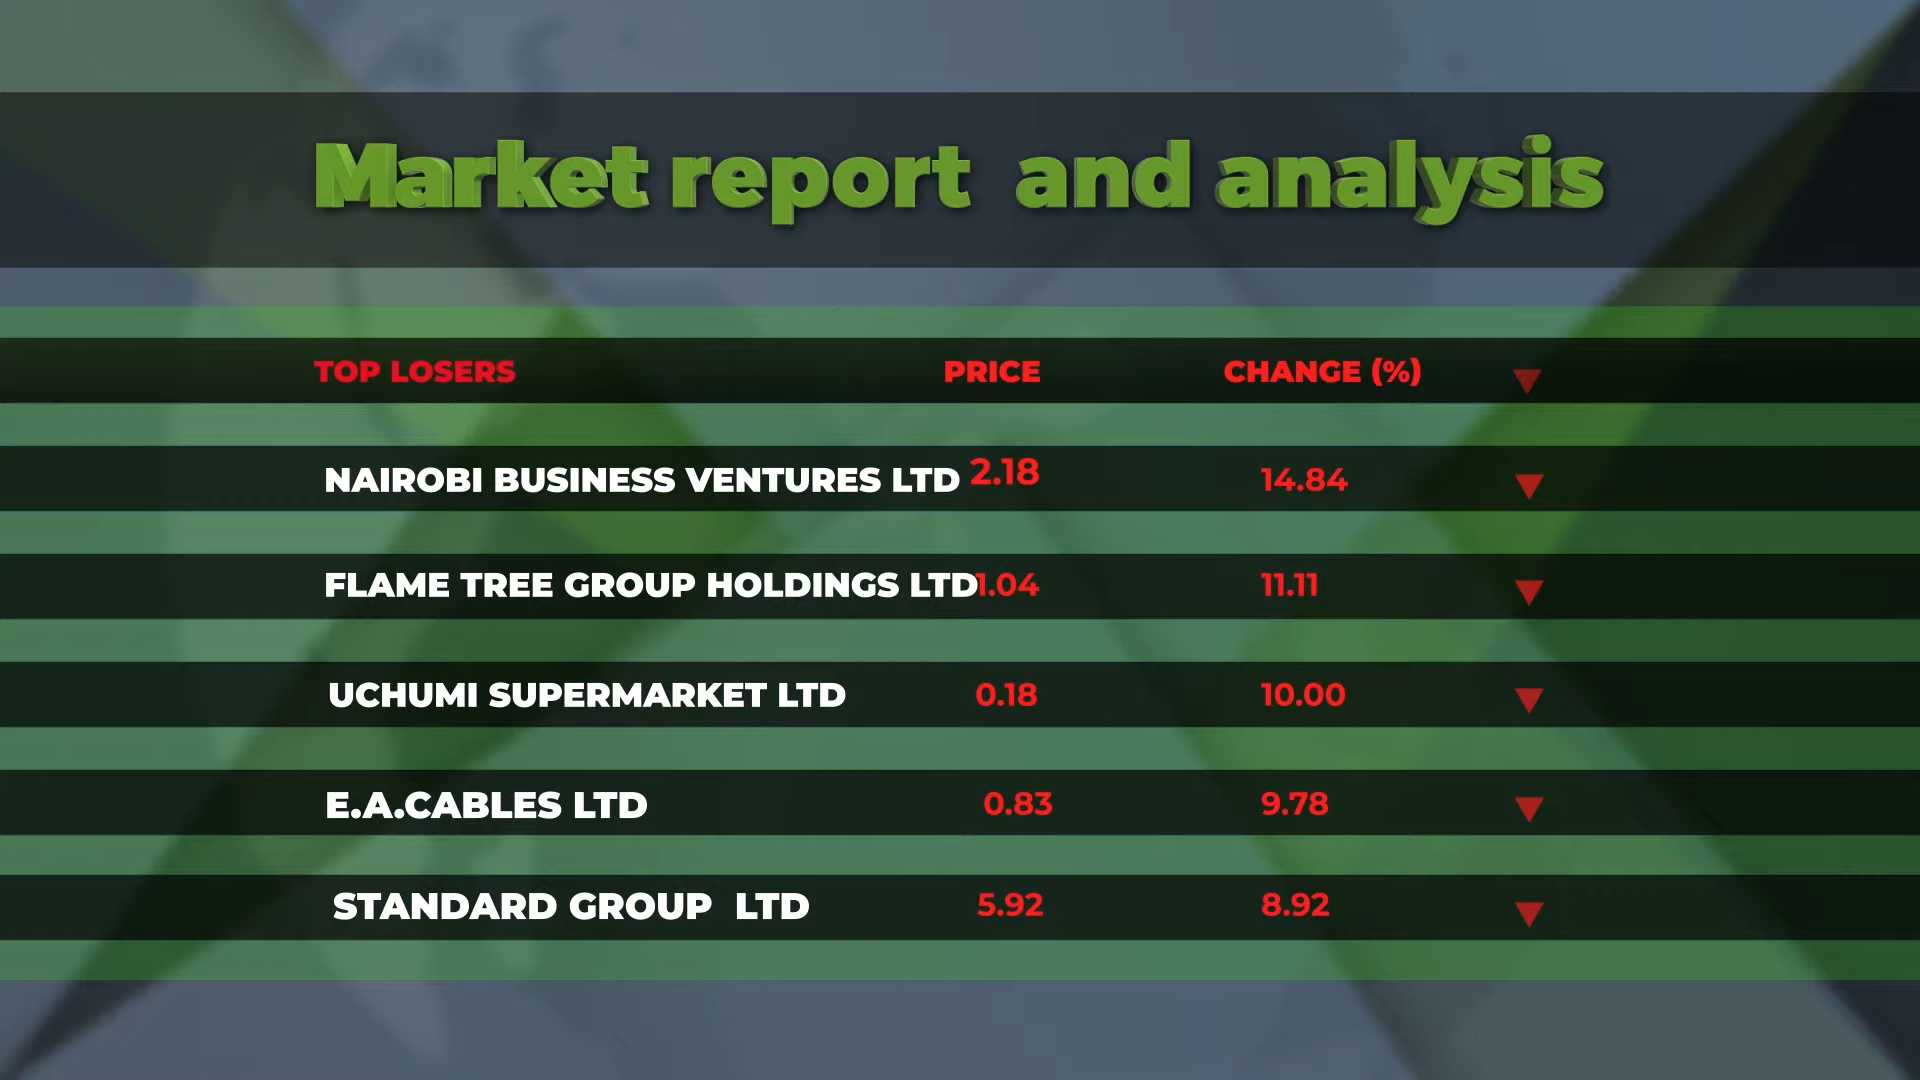 Market report and analysis
TOP LOSERS PRICE CHANGE (%)
NAIROBI BUSINESS VENTURES LTD 2.18 14.84
FLAME TREE GROUP HOLDINGS LTD 1.04 11.11
UCHUMI SUPERMARKET LTD 0.18 10.00
E.A.CABLES LTD 0.83 9.78
STANDARD GROUP LTD 5.92 8.92